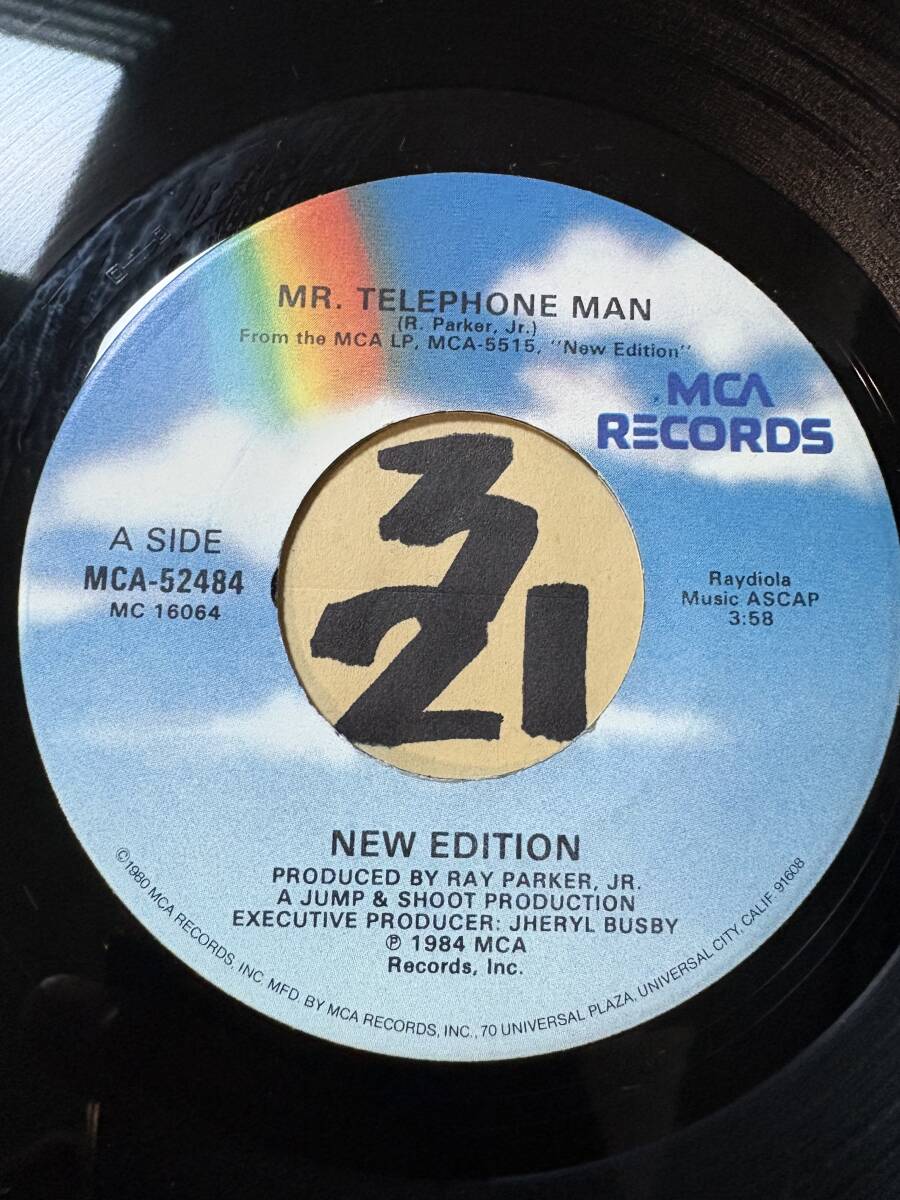 MR. TELEPHONE MAN
(R. Parker, Jr.)
From the MCA LP, MCA-5515, "New Edition"
MCA
RECORDS
A SIDE
MCA-52484
MC 16064
Raydiola
Music ASCAP
3:58
3
21
NEW EDITION
PRODUCED BY RAY PARKER, JR.
A JUMP & SHOOT PRODUCTION
EXECUTIVE PRODUCER: JHERYL BUSBY
℗ 1984 MCA
Records, Inc.
©1980 MCA RECORDS, INC. MFD. BY MCA RECORDS, INC., 70 UNIVERSAL PLAZA, UNIVERSAL CITY, CALIF. 91608